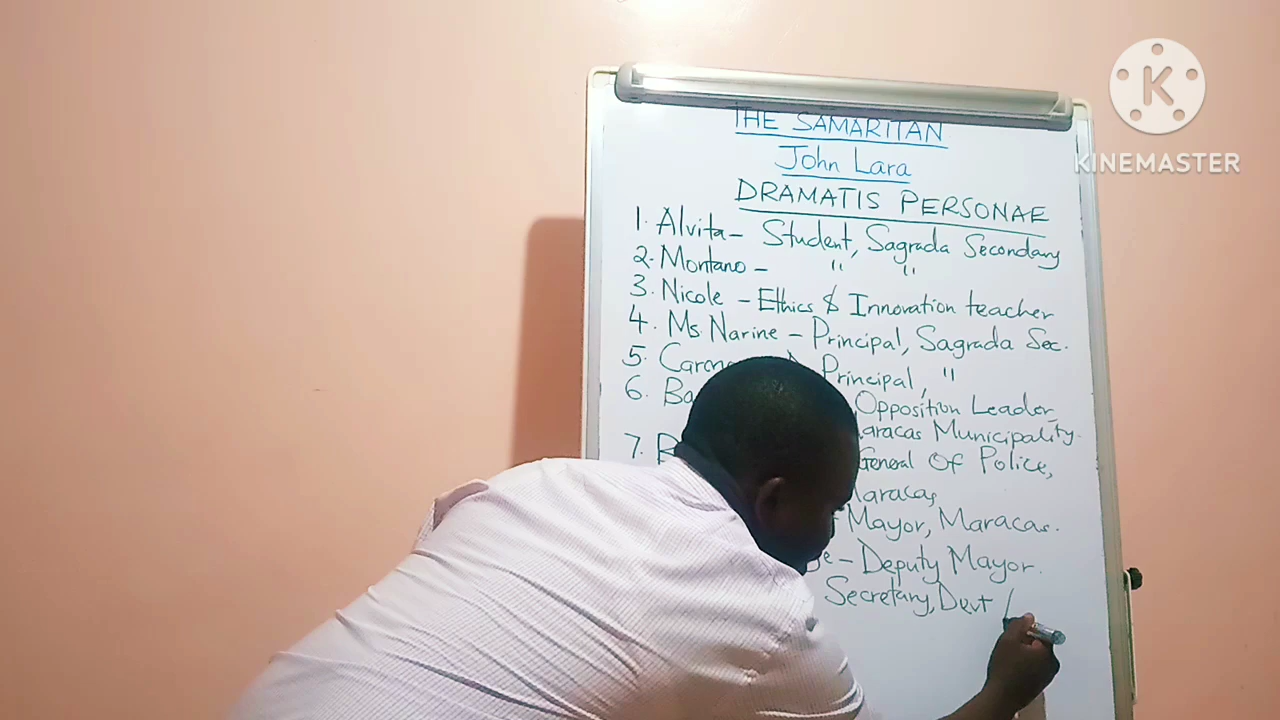 THE SAMARITAN
John Lara
DRAMATIS PERSONAE
1. Alvita – Student, Sagrada Secondary
2. Montano – " "
3. Nicole – Ethics & Innovation teacher
4. Ms Narine – Principal, Sagrada Sec.
5. Principal, "
6. Opposition Leader,
Maracas Municipality.
7. General Of Police,
Maracas,
Mayor, Maracas.
– Deputy Mayor.
Secretary, Devt
K
KINEMASTER